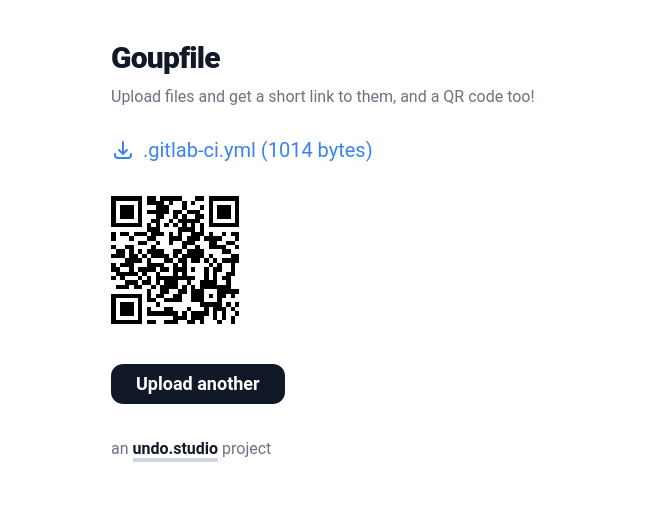 Goupfile
Upload files and get a short link to them, and a QR code too!
.gitlab-ci.yml (1014 bytes)
Upload another
an undo.studio project